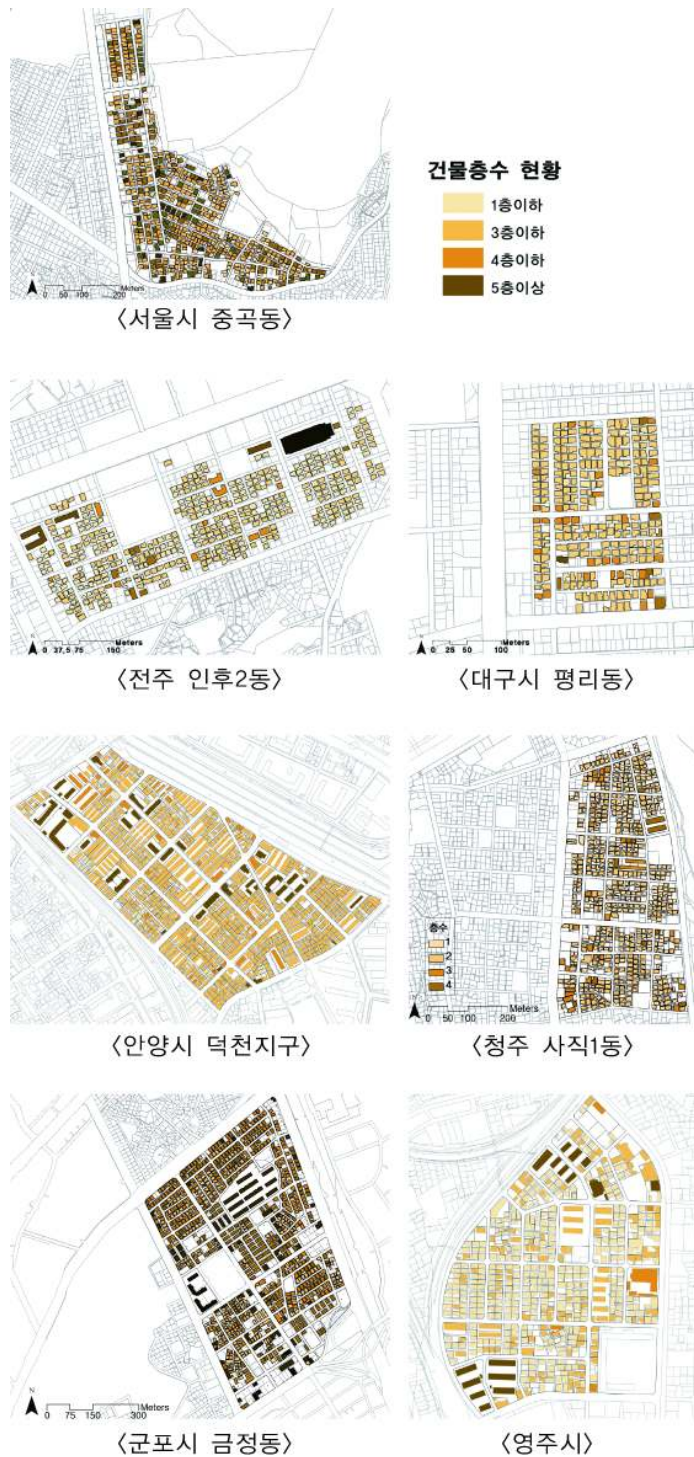 건물층수 현황
1층이하
3층이하
4층이하
5층이상
N
Meters
0 50 100 200
〈서울시 중곡동〉
N
Meters
0 37,5 75 150
〈전주 인후2동〉
Meters
0 25 50 100
〈대구시 평리동〉
〈안양시 덕천지구〉
층수
1
2
3
4
Meters
0 50 100 200
〈청주 사직1동〉
N
Meters
0 75 150 300
〈군포시 금정동〉
〈영주시〉